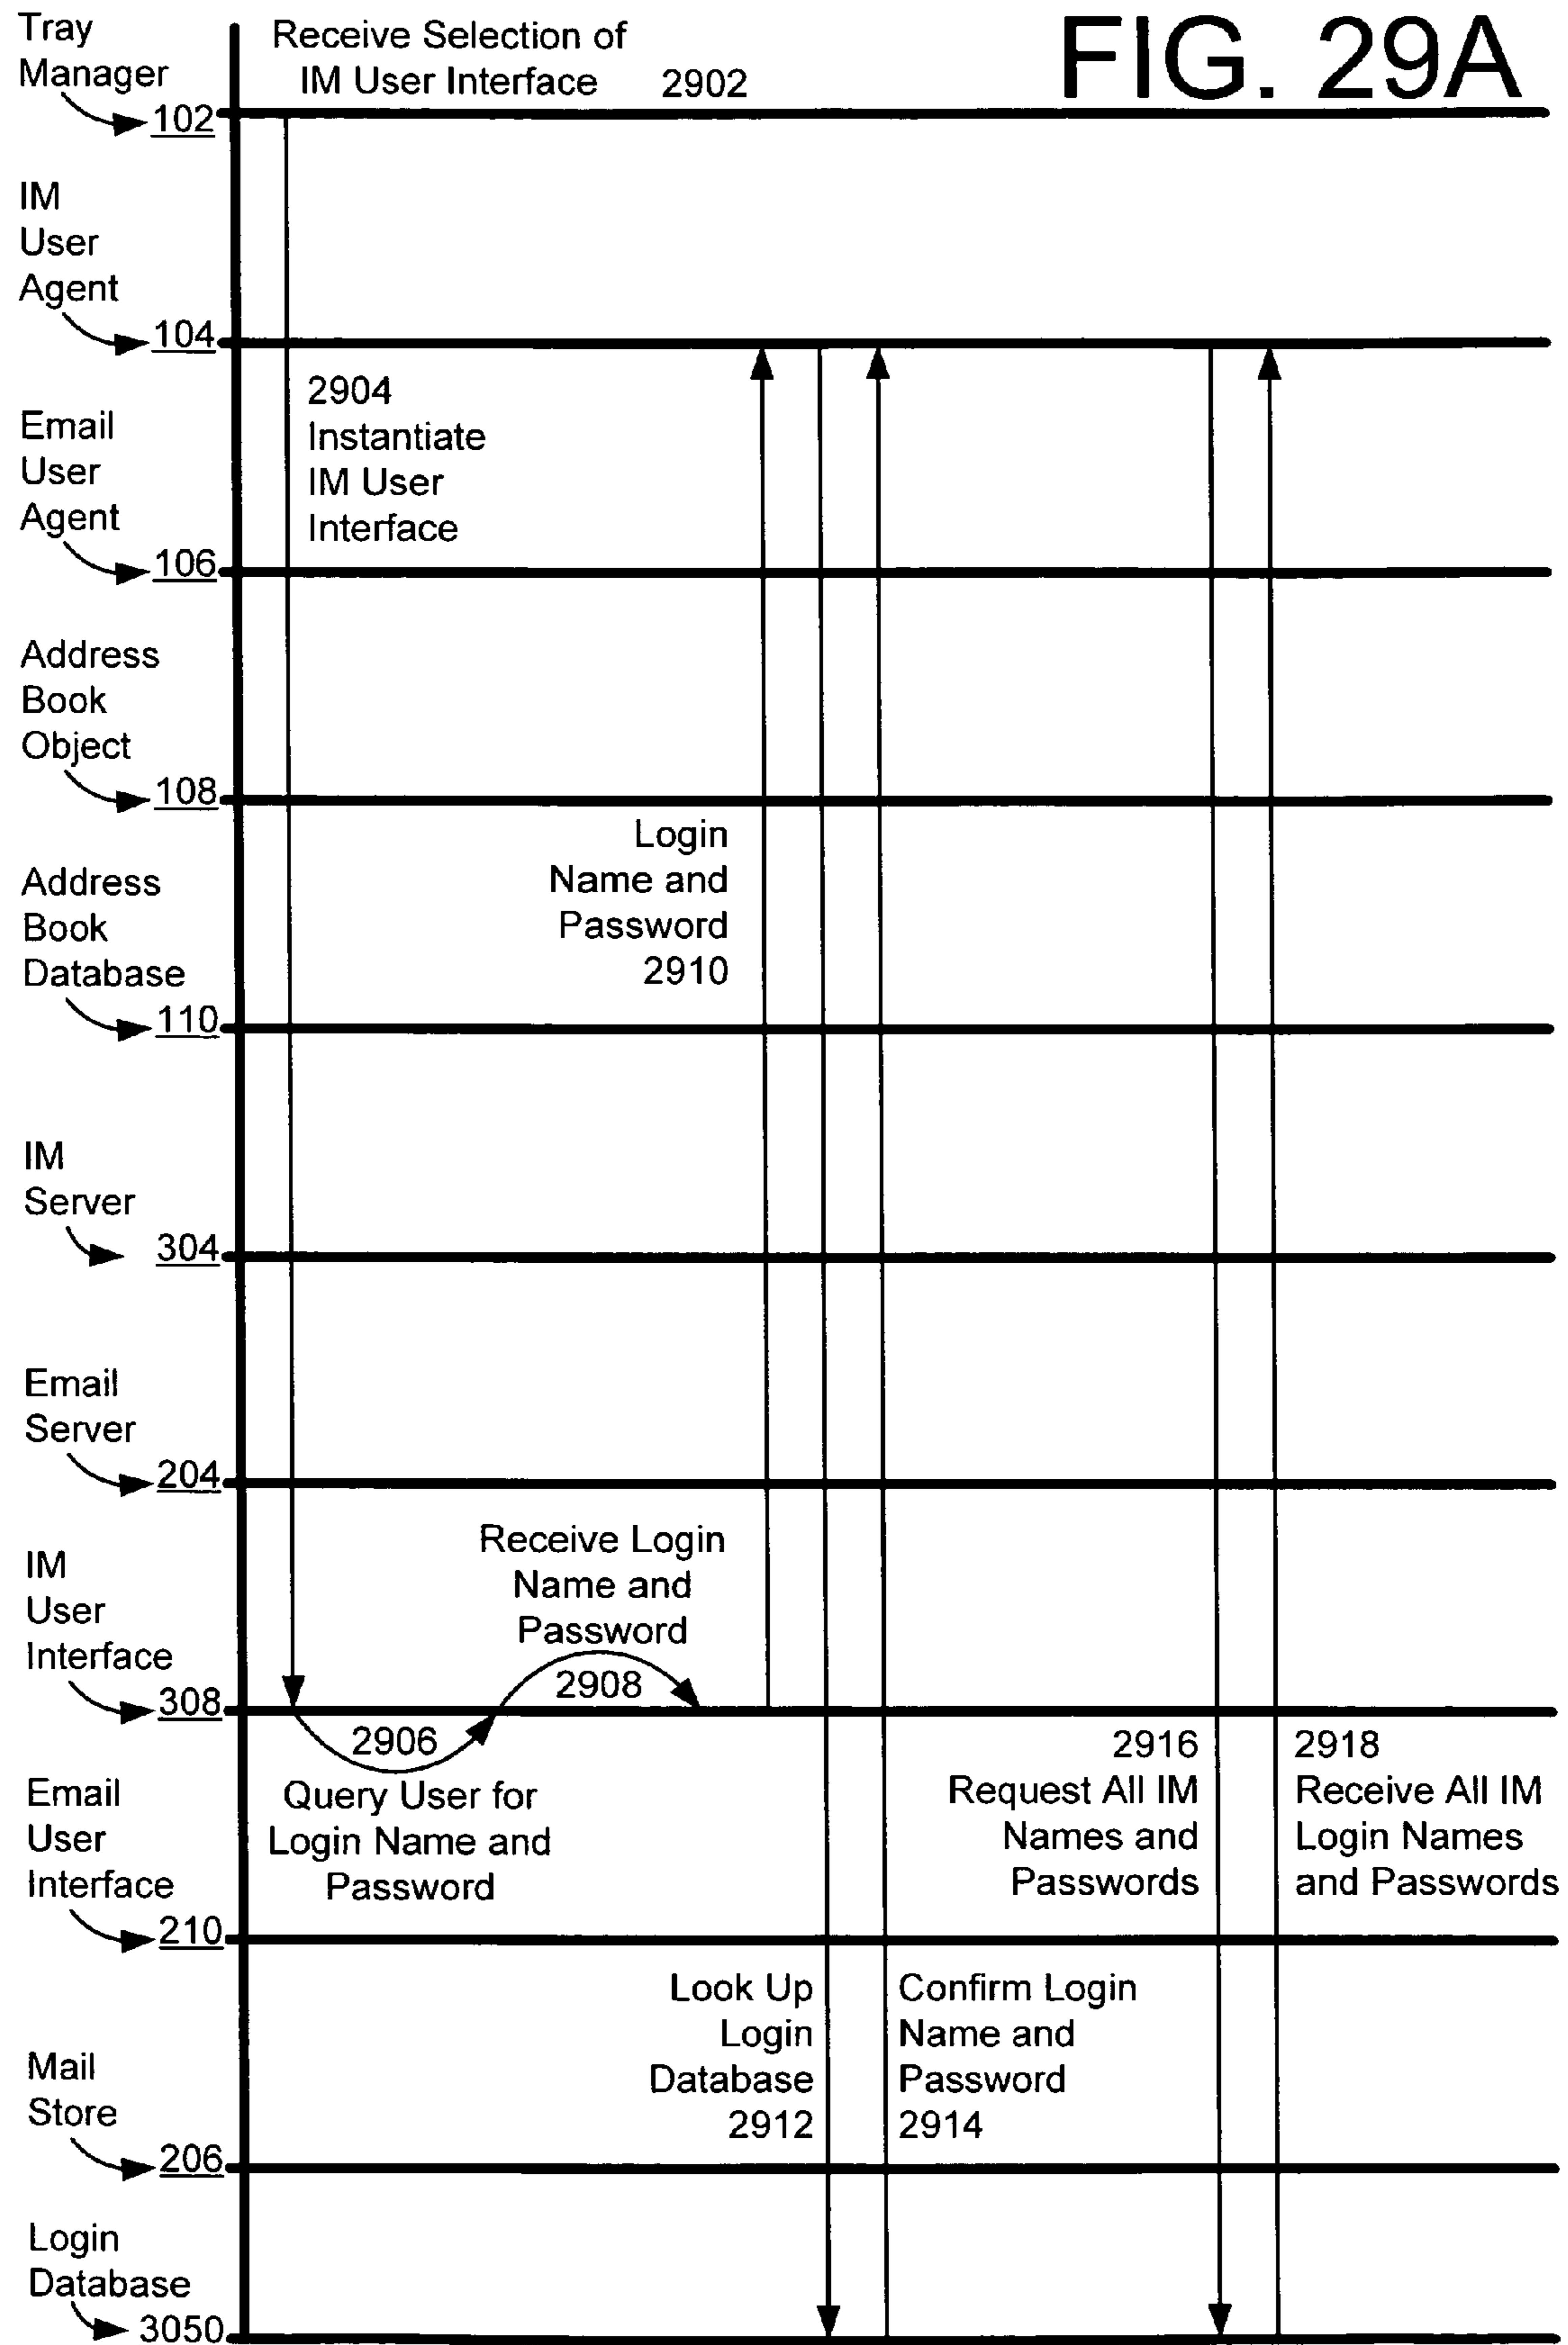 FIG. 29A
Tray
Manager
102
Receive Selection of
IM User Interface 2902
IM
User
Agent
104
2904
Instantiate
IM User
Interface
Email
User
Agent
106
Address
Book
Object
108
Login
Name and
Password
2910
Address
Book
Database
110
IM
Server
304
Email
Server
204
Receive Login
Name and
Password
2908
IM
User
Interface
308
2906
Query User for
Login Name and
Password
2916
Request All IM
Names and
Passwords
2918
Receive All IM
Login Names
and Passwords
Email
User
Interface
210
Look Up
Login
Database
2912
Confirm Login
Name and
Password
2914
Mail
Store
206
Login
Database
3050